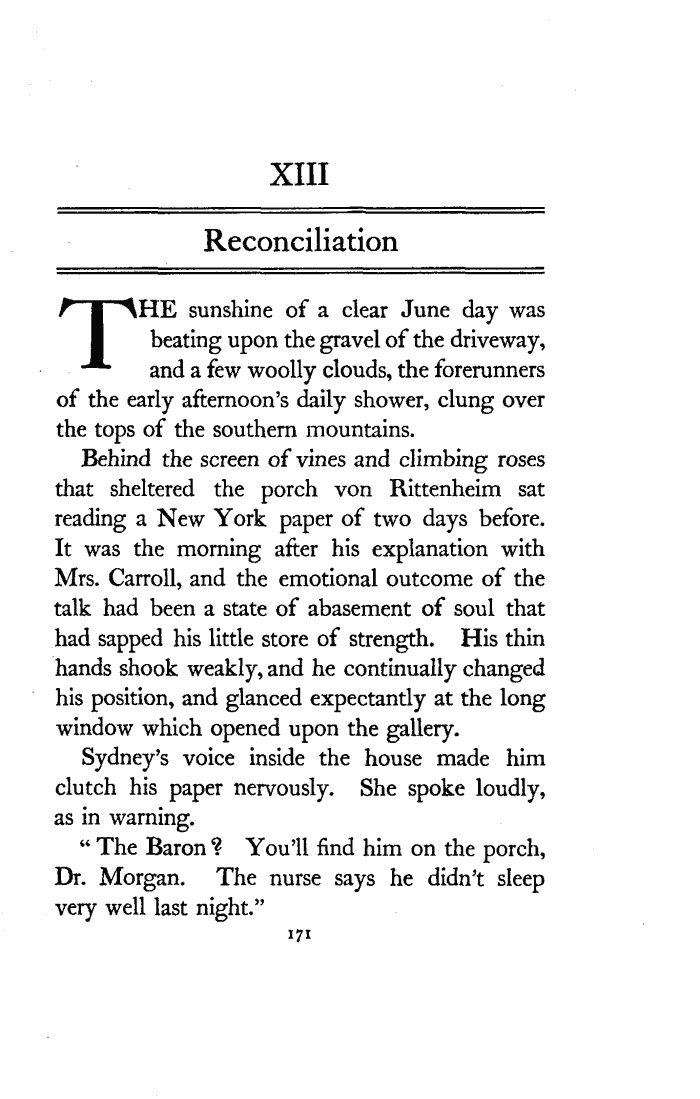 XIII
Reconciliation
THE sunshine of a clear June day was
beating upon the gravel of the driveway,
and a few woolly clouds, the forerunners
of the early afternoon's daily shower, clung over
the tops of the southern mountains.
Behind the screen of vines and climbing roses
that sheltered the porch von Rittenheim sat
reading a New York paper of two days before.
It was the morning after his explanation with
Mrs. Carroll, and the emotional outcome of the
talk had been a state of abasement of soul that
had sapped his little store of strength. His thin
hands shook weakly, and he continually changed
his position, and glanced expectantly at the long
window which opened upon the gallery.
Sydney's voice inside the house made him
clutch his paper nervously. She spoke loudly,
as in warning.
“ The Baron? You'll find him on the porch,
Dr. Morgan. The nurse says he didn't sleep
very well last night.”
171